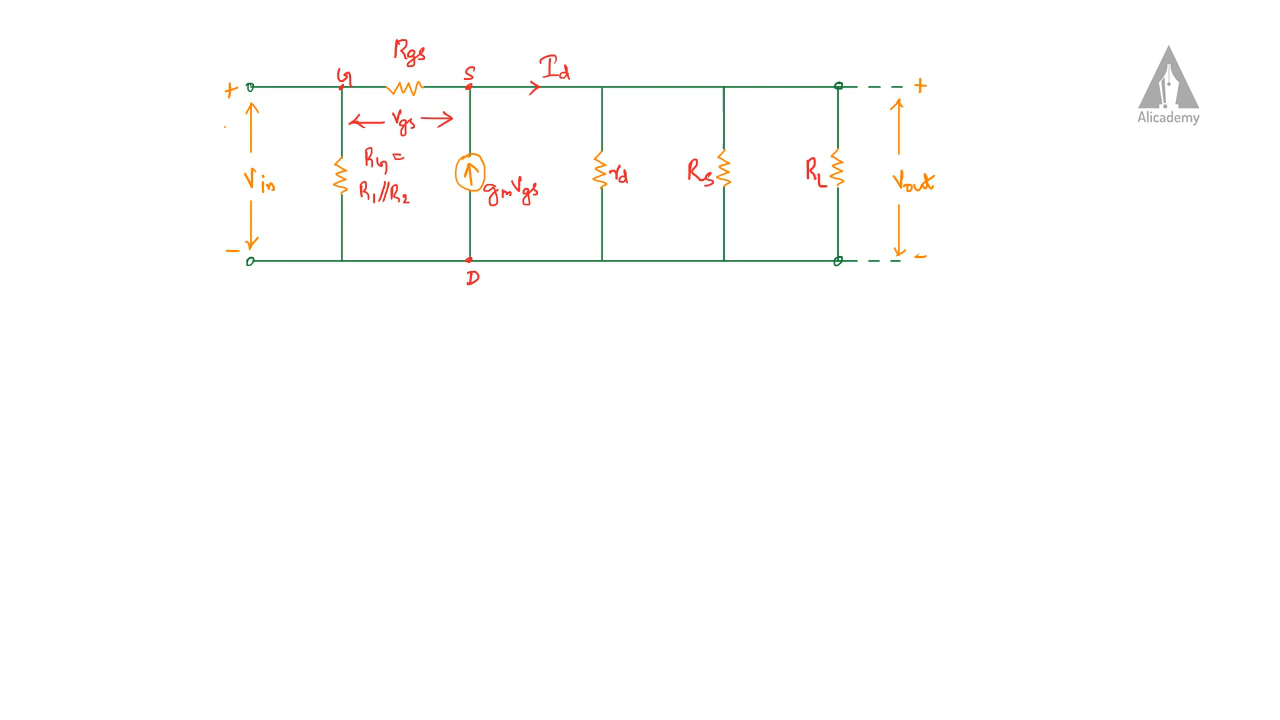 Rgs
G
S
Id
+
+
Vgs
RG =
R1//R2
Vin
gmVgs
rd
RS
RL
Vout
−
−
D
Alicademy